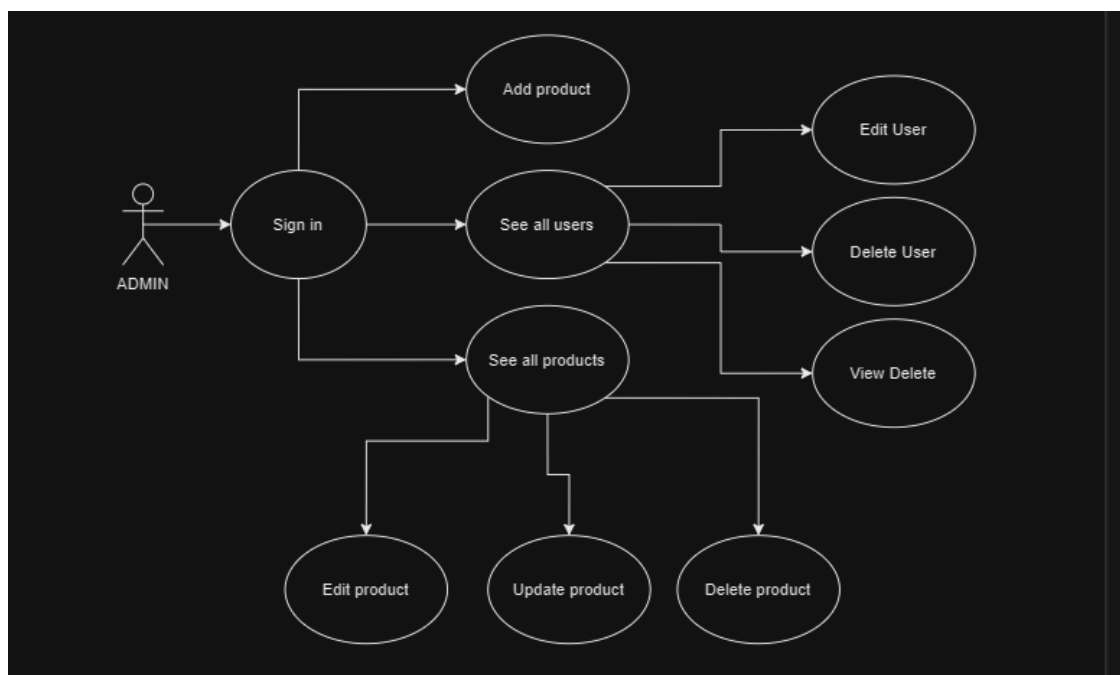 Add product
Edit User
Sign in
See all users
Delete User
ADMIN
See all products
View Delete
Edit product
Update product
Delete product